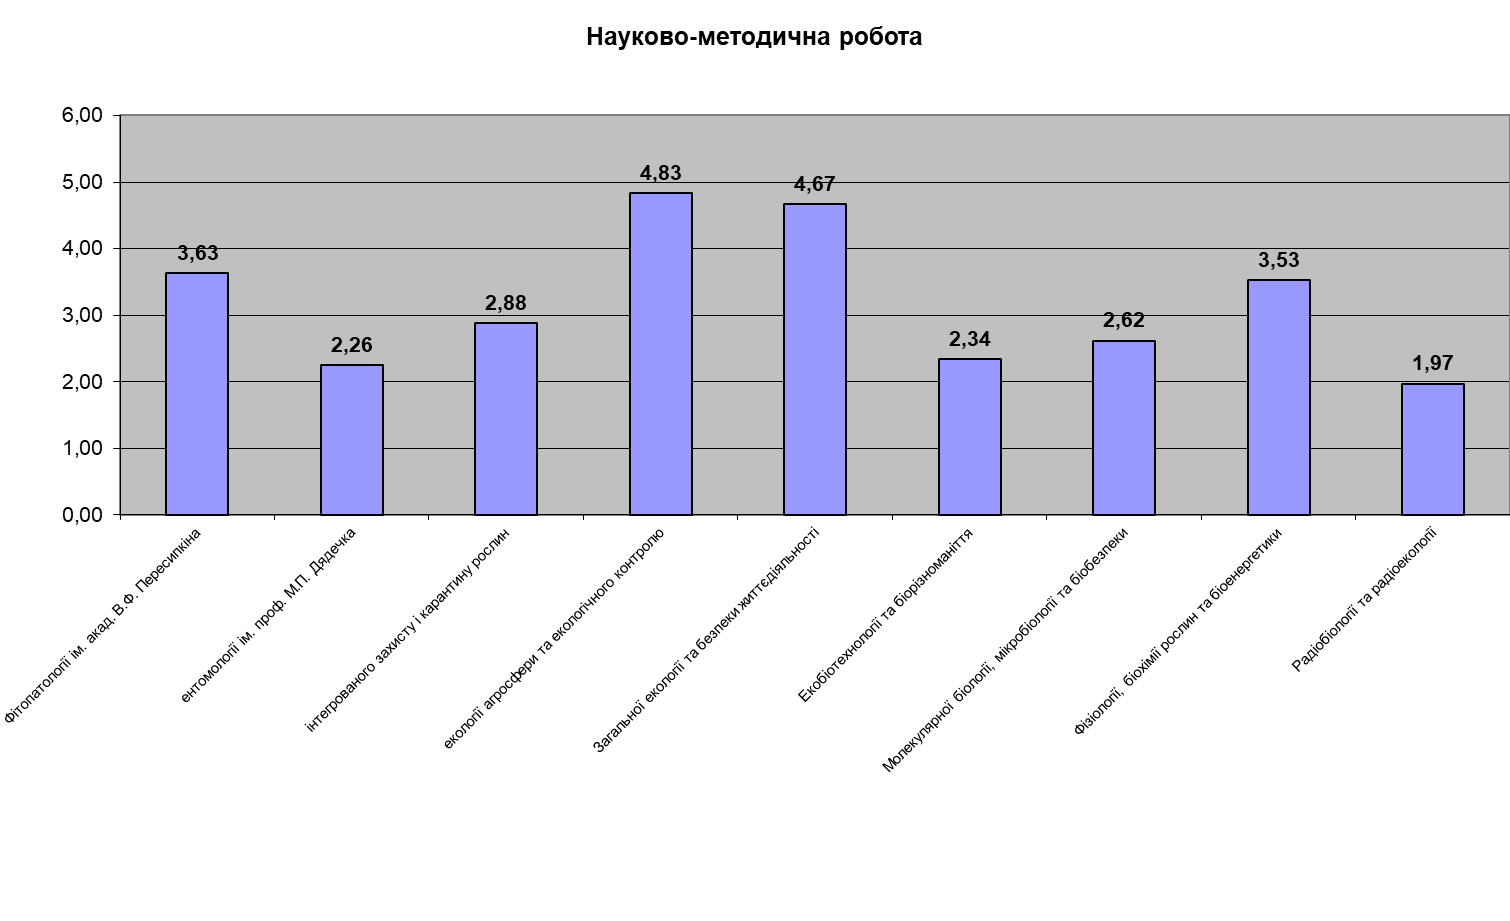 Науково-методична робота
6,00
5,00
4,00
3,00
2,00
1,00
0,00
3,63
2,26
2,88
4,83
4,67
2,34
2,62
3,53
1,97
Фітопатології ім. акад. В.Ф. Пересипкіна
ентомології ім. проф. М.П. Дядечка
інтегрованого захисту і карантину рослин
екології агросфери та екологічного контролю
Загальної екології та безпеки життєдіяльності
Екобіотехнології та біорізноманіття
Молекулярної біології, мікробіології та біобезпеки
Фізіології, біохімії рослин та біоенергетики
Радіобіології та радіоекології